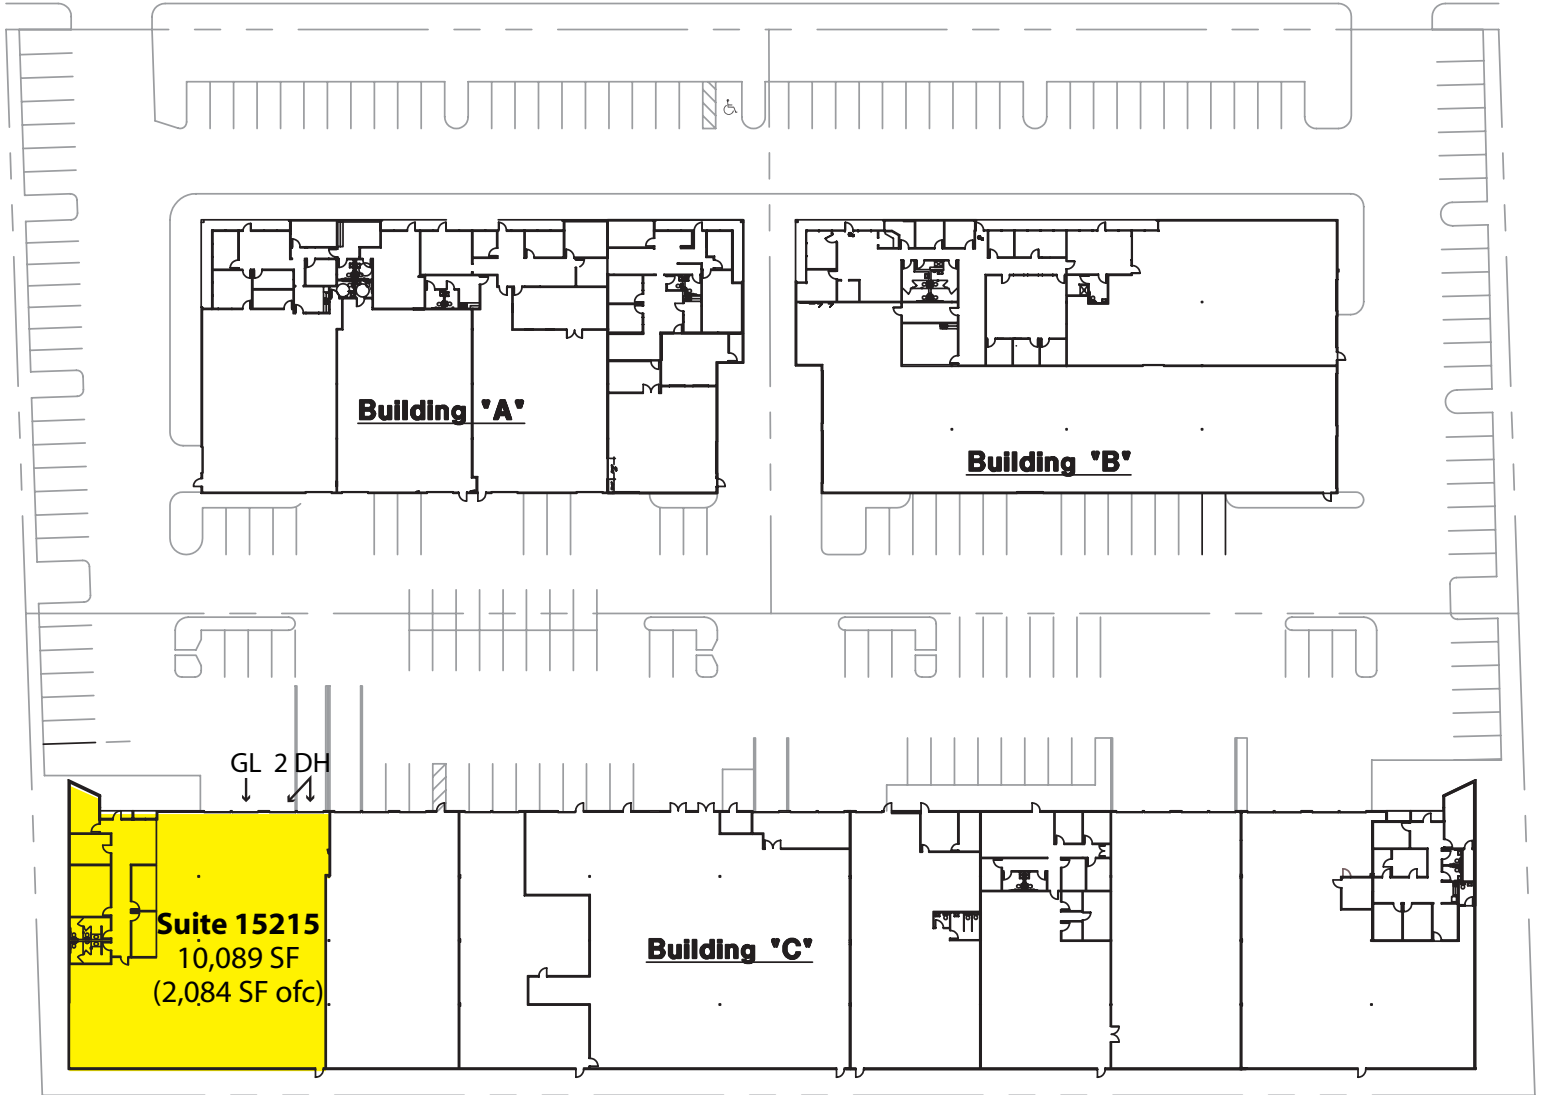 Building "A"
Building "B"
GL 2 DH
Suite 15215
10,089 SF
(2,084 SF ofc)
Building "C"